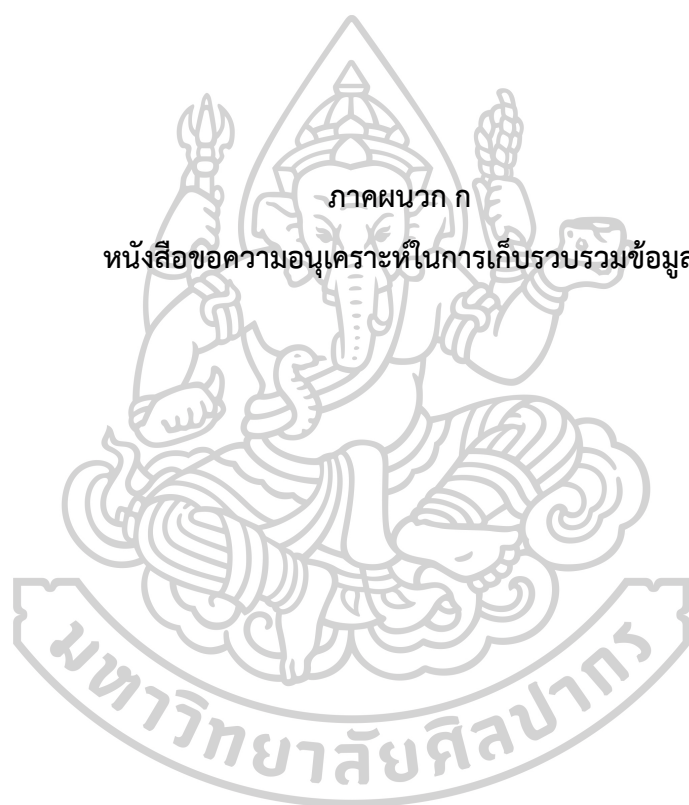 ภาคผนวก ก
หนังสือขอความอนุเคราะห์ในการเก็บรวบรวมข้อมูล
มหาวิทยาลัยศิลปากร